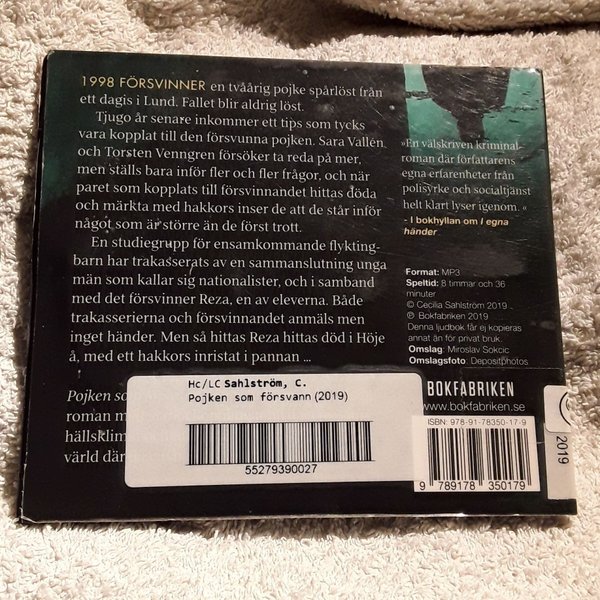 1998 FÖRSVINNER en tvåårig pojke spårlöst från
ett dagis i Lund. Fallet blir aldrig löst.
Tjugo år senare inkommer ett tips som tycks
vara kopplat till den försvunna pojken. Sara Vallén
och Torsten Venngren försöker ta reda på mer,
men ställs bara inför fler och fler frågor, och när
paret som kopplats till försvinnandet hittas döda
och märkta med hakkors inser de att de står inför
något som är större än de först trott.
En studiegrupp för ensamkommande flykting-
barn har trakasserats av en sammanslutning unga
män som kallar sig nationalister, och i samband
med det försvinner Reza, en av eleverna. Både
trakasserierna och försvinnandet anmäls men
inget händer. Men så hittas Reza hittas död i Höje
å, med ett hakkors inristat i pannan ...
Pojken so
roman m
hällsklim
värld där
Hc/LC Sahlström, C.
Pojken som försvann (2019)
55279390027
»En välskriven kriminal-
roman där författarens
egna erfarenheter från
polisyrke och socialtjänst
helt klart lyser igenom.«
- I bokhyllan om I egna
händer
Format: MP3
Speltid: 8 timmar och 36
minuter
© Cecilia Sahlström 2019
℗ Bokfabriken 2019
Denna ljudbok får ej kopieras
annat än för privat bruk.
Omslag: Miroslav Sokcic
Omslagsfoto: Depositphotos
BOKFABRIKEN
www.bokfabriken.se
ISBN: 978-91-78350-17-9
9 789178 350179
2019